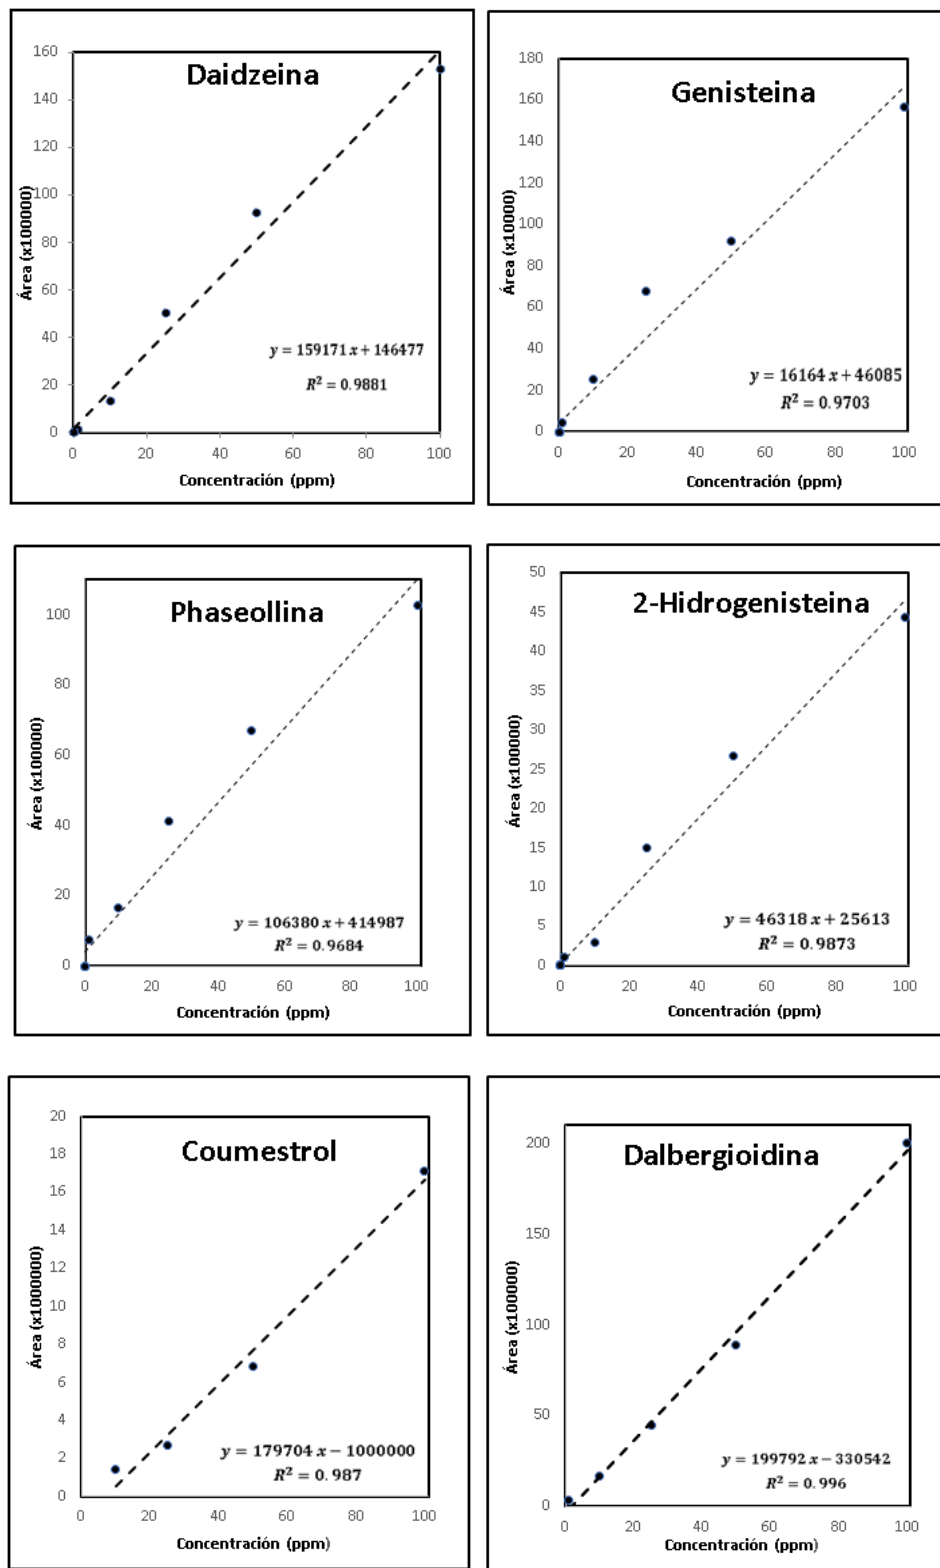 Daidzeina
160
140
120
100
80
60
40
20
0
Área (x100000)
y = 159171 x + 146477
R² = 0.9881
0 20 40 60 80 100
Concentración (ppm)
Genisteina
180
160
140
120
100
80
60
40
20
0
Área (x10000)
y = 16164 x + 46085
R² = 0.9703
0 20 40 60 80 100
Concentración (ppm)
Phaseollina
100
80
60
40
20
0
Área (x100000)
y = 106380 x + 414987
R² = 0.9684
0 20 40 60 80 100
Concentración (ppm)
2-Hidrogenisteina
50
45
40
35
30
25
20
15
10
5
0
Área (x100000)
y = 46318 x + 25613
R² = 0.9873
0 20 40 60 80 100
Concentración (ppm)
Coumestrol
20
18
16
14
12
10
8
6
4
2
0
Área (x1000000)
y = 179704 x − 1000000
R² = 0.987
0 20 40 60 80 100
Concentración (ppm)
Dalbergioidina
200
150
100
50
0
Área (x100000)
y = 199792 x − 330542
R² = 0.996
0 20 40 60 80 100
Concentración (ppm)